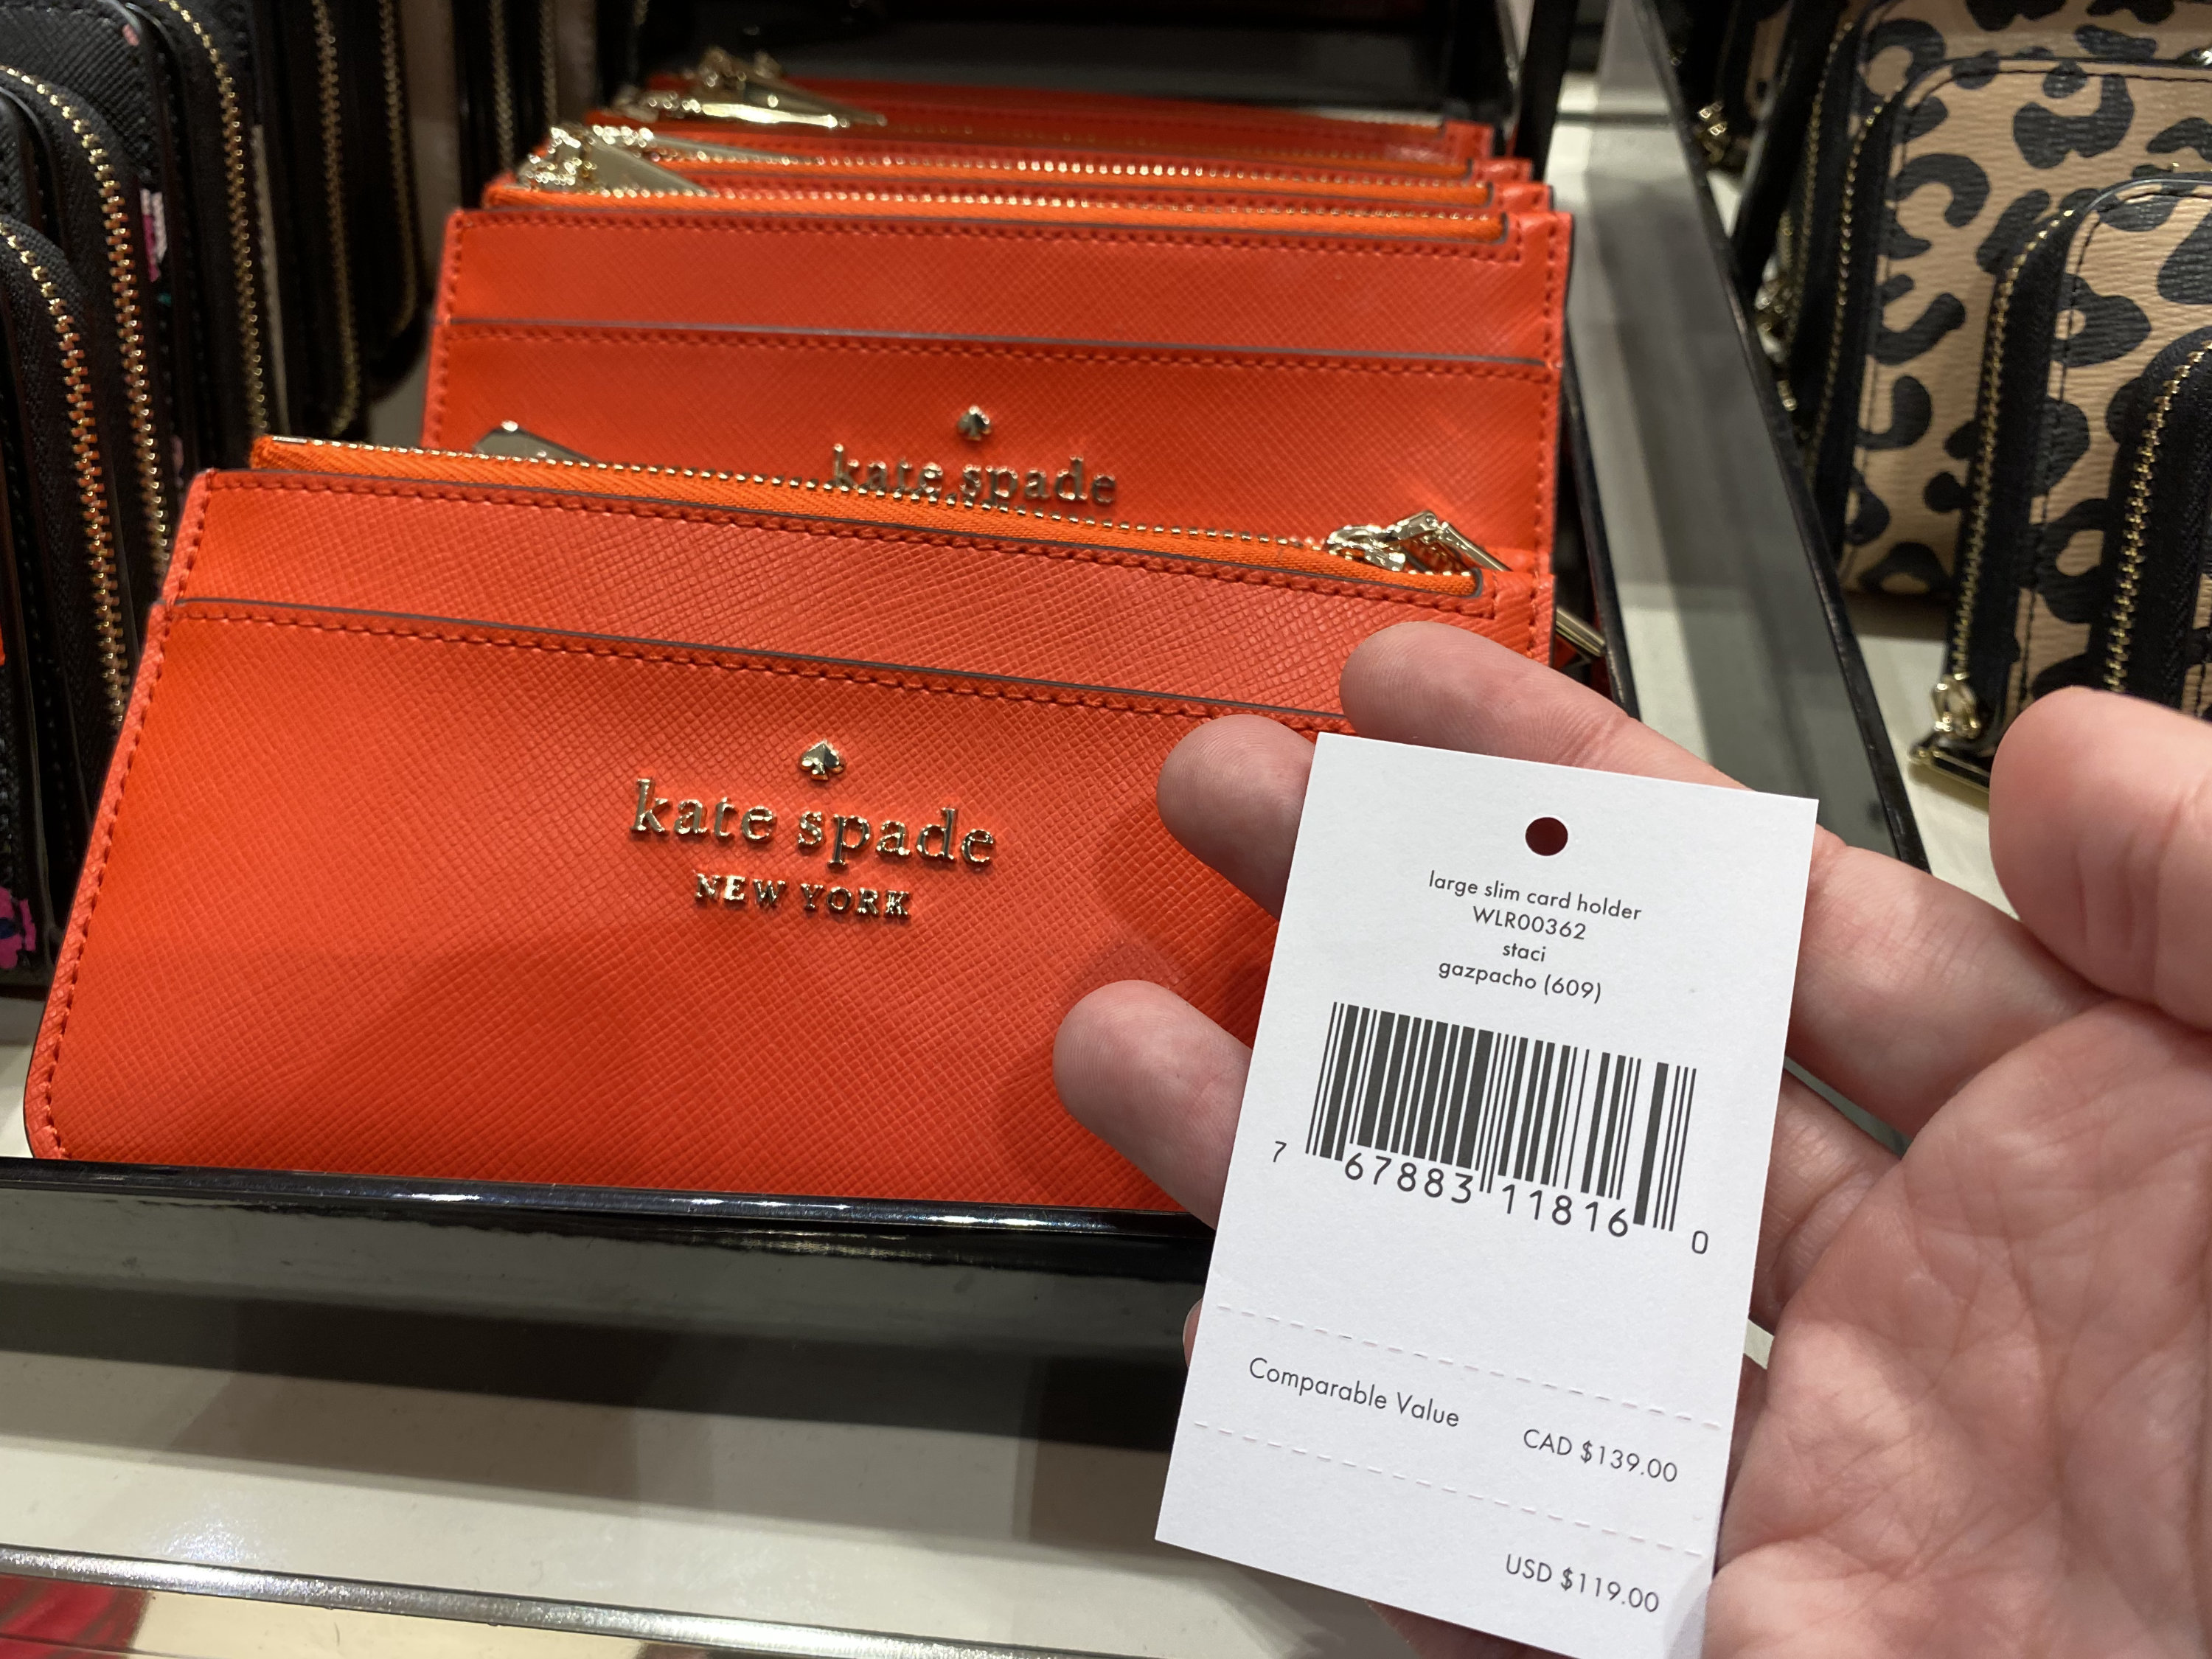 kate spade
kate spade
NEW YORK
large slim card holder
WLR00362
staci
gazpacho (609)
7 67883 11816 0
Comparable Value
CAD $139.00
USD $119.00